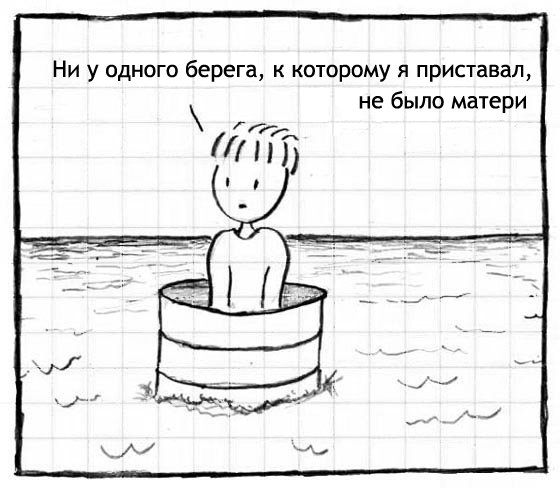 Ни у одного берега, к которому я приставал,
не было матери